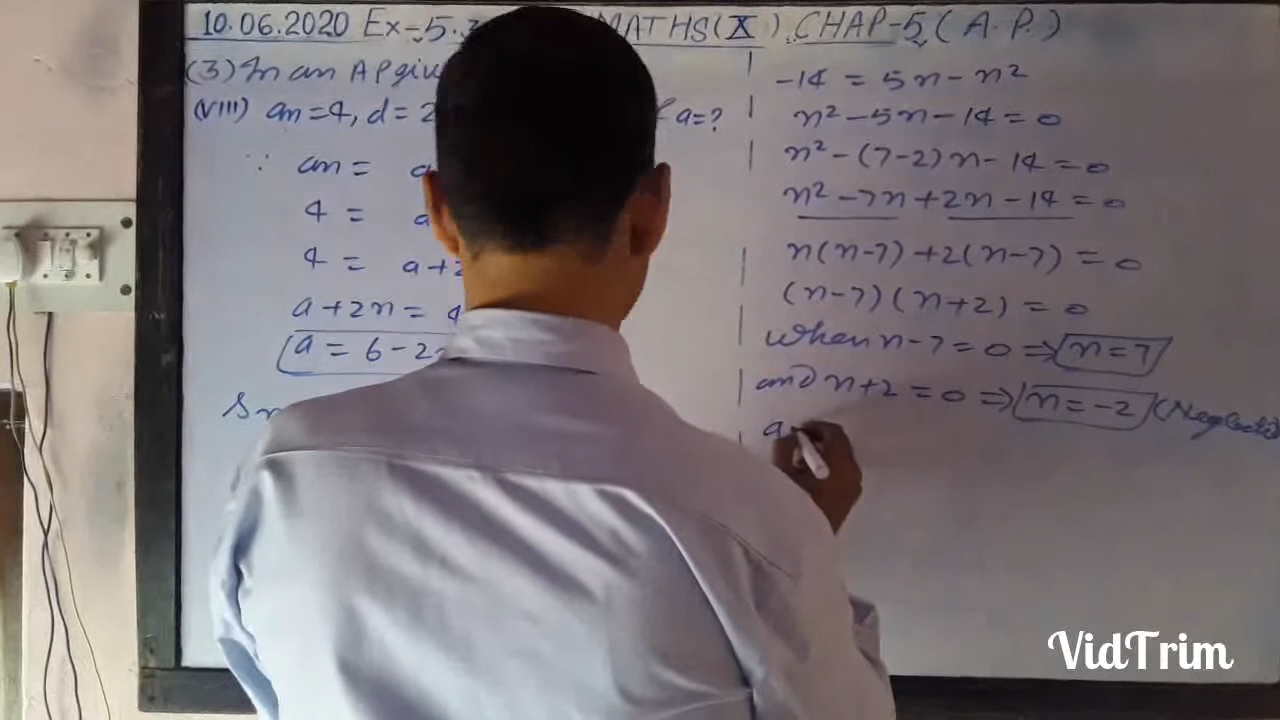 10.06.2020 Ex-5.3 MATHS(X) CHAP-5 (A.P.)
(3) In an AP give
(VIII) an=4, d=2 a=?
∵ an= a
4 = a
4 = a+2
a+2n= 4
a = 6-2
Sn
-14 = 5n-n²
n²-5n-14=0
n²-(7-2)n-14=0
n²-7n+2n-14=0
n(n-7)+2(n-7)=0
(n-7)(n+2)=0
when n-7=0 ⇒ n=7
and n+2=0 ⇒ n=-2
a
VidTrim